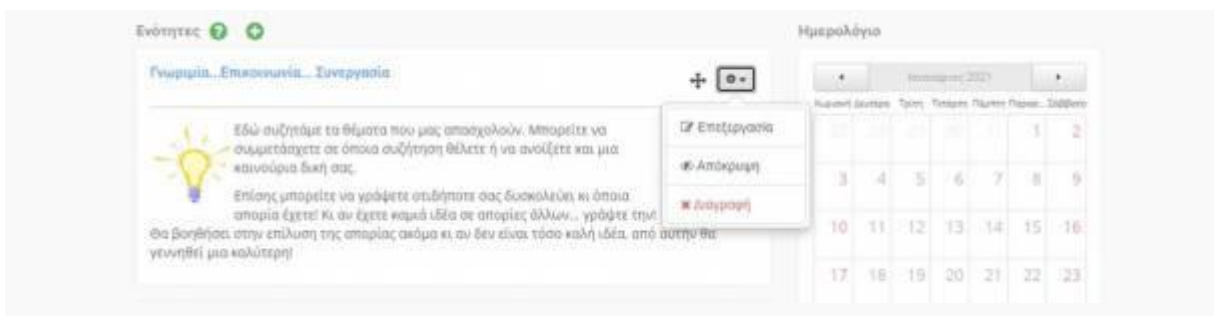 Ενότητες
Γνωριμία...Επικοινωνία... Συνεργασία
Εδώ συζητάμε τα θέματα που μας απασχολούν. Μπορείτε να
συμμετάσχετε σε όποια συζήτηση θέλετε ή να ανοίξετε και μια
καινούρια δική σας.
Επίσης μπορείτε να γράψετε οτιδήποτε σας δυσκολεύει κι όποια
απορία έχετε! Κι αν έχετε καμιά ιδέα σε απορίες άλλων... γράψτε την!
Θα βοηθήσει στην επίλυση της απορίας ακόμα κι αν δεν είναι τόσο καλή ιδέα, από αυτήν θα
γεννηθεί μια καλύτερη!
Επεξεργασία
Απόκρυψη
Διαγραφή
Ημερολόγιο
Ιανουάριος 2021
Κυριακή Δευτέρα Τρίτη Τετάρτη Πέμπτη Παρασ... Σάββατο
1 2
3 4 5 6 7 8 9
10 11 12 13 14 15 16
17 18 19 20 21 22 23